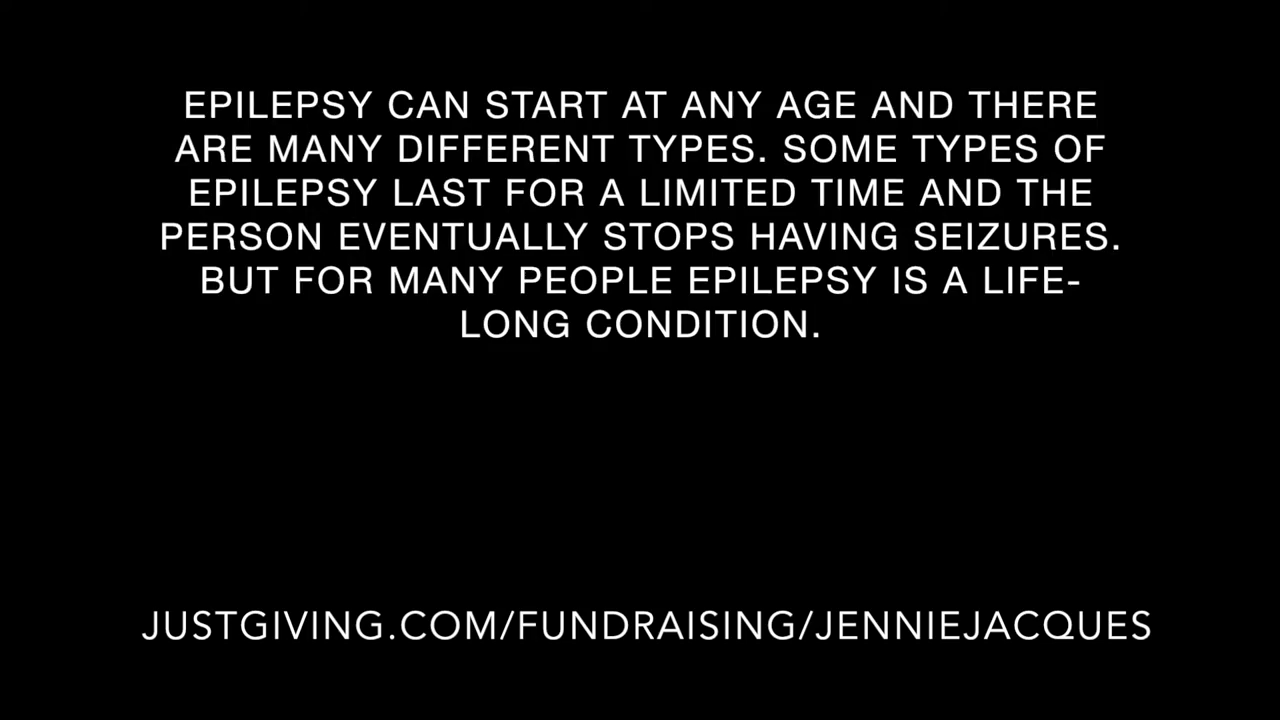 EPILEPSY CAN START AT ANY AGE AND THERE
ARE MANY DIFFERENT TYPES. SOME TYPES OF
EPILEPSY LAST FOR A LIMITED TIME AND THE
PERSON EVENTUALLY STOPS HAVING SEIZURES.
BUT FOR MANY PEOPLE EPILEPSY IS A LIFE-
LONG CONDITION.
JUSTGIVING.COM/FUNDRAISING/JENNIEJACQUES